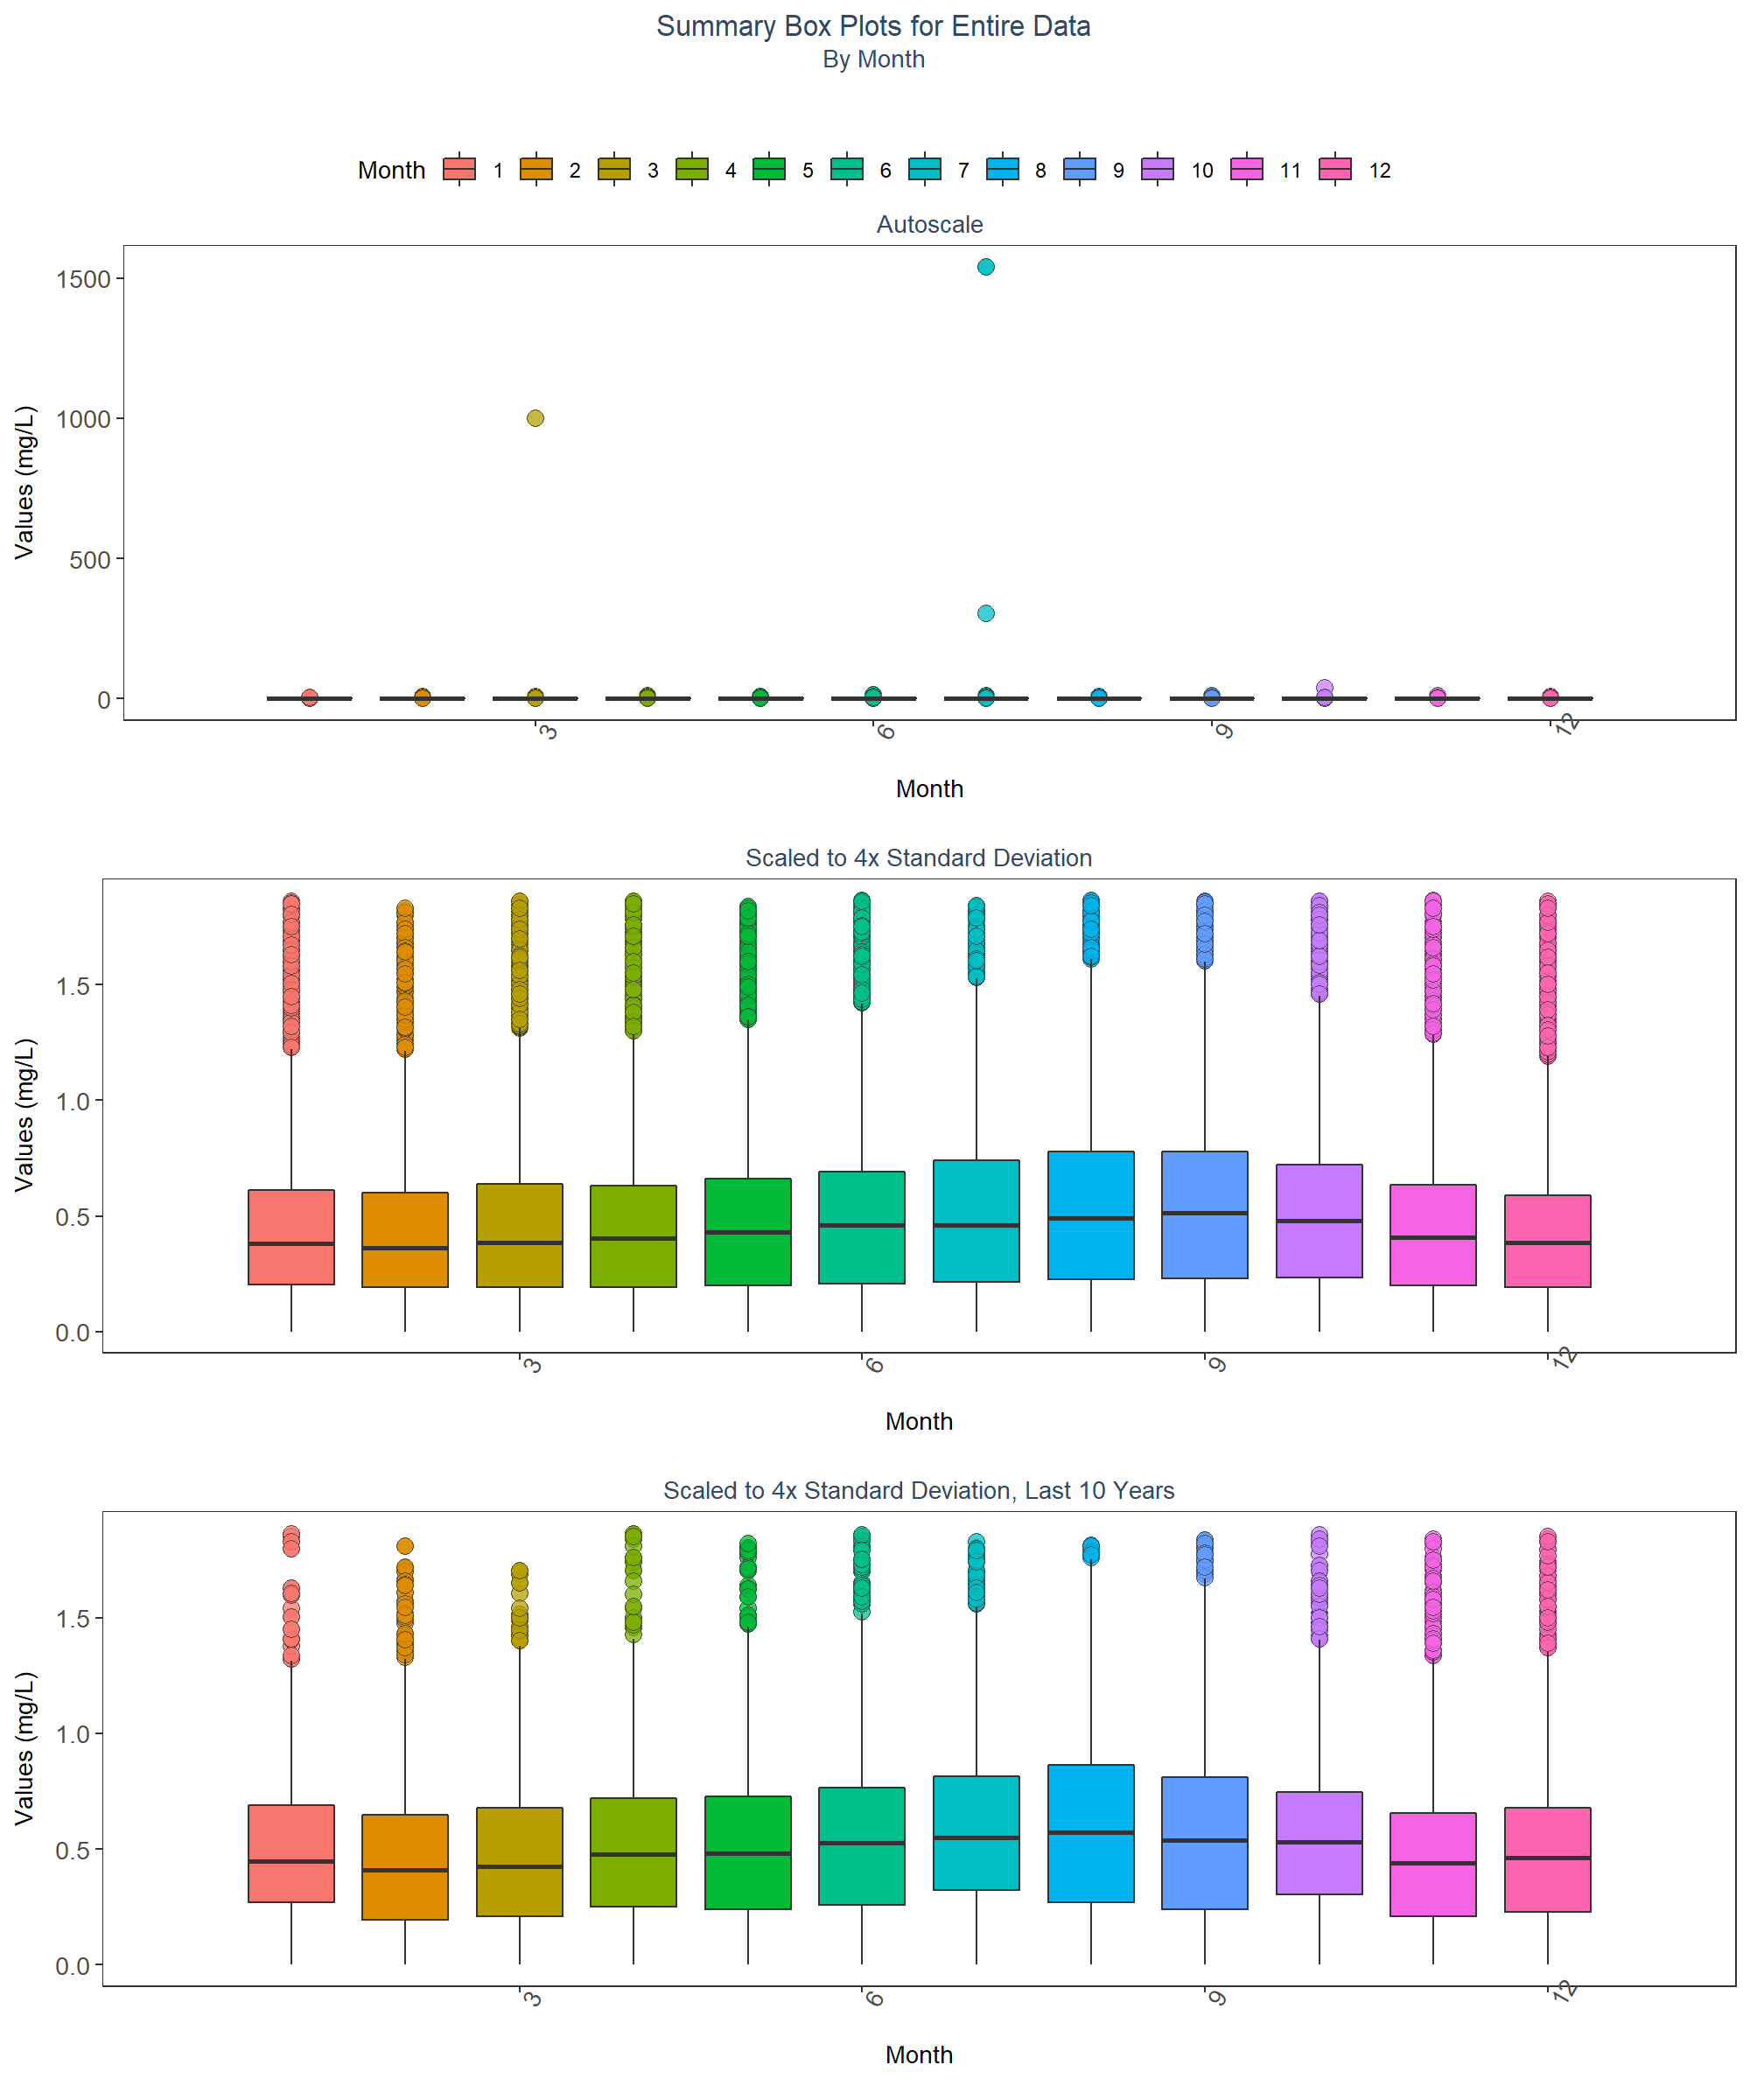 Summary Box Plots for Entire Data
By Month
Month 1 2 3 4 5 6 7 8 9 10 11 12
Autoscale
Values (mg/L)
1500
1000
500
0
3 6 9 12
Month
Scaled to 4x Standard Deviation
Values (mg/L)
1.5
1.0
0.5
0.0
3 6 9 12
Month
Scaled to 4x Standard Deviation, Last 10 Years
Values (mg/L)
1.5
1.0
0.5
0.0
3 6 9 12
Month